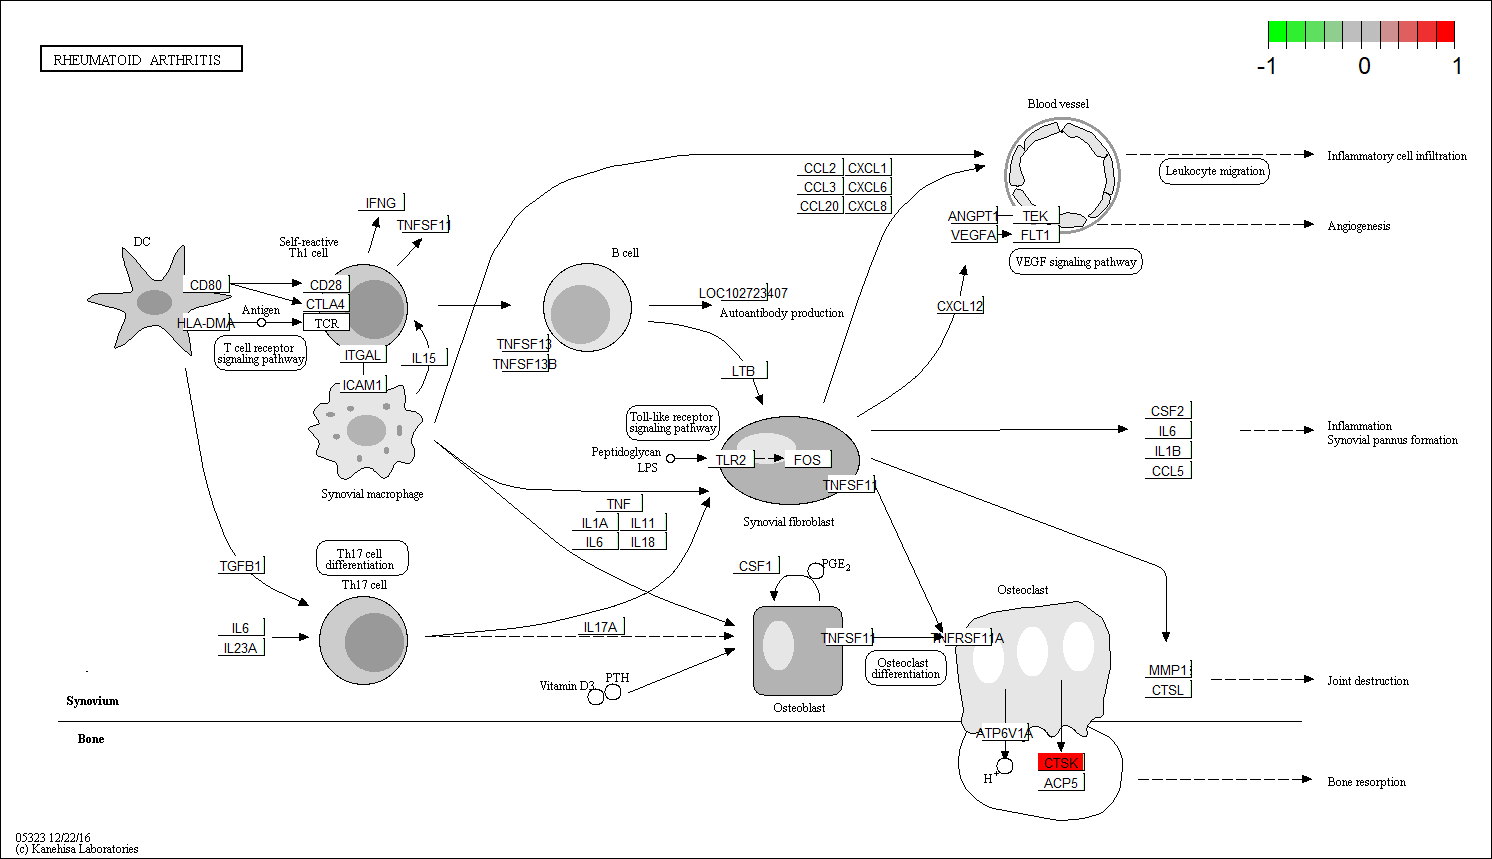 RHEUMATOID ARTHRITIS
-1 0 1
Blood vessel
Inflammatory cell infiltration
Leukocyte migration
CCL2 CXCL1
CCL3 CXCL6
CCL20 CXCL8
IFNG
TNFSF11
ANGPT1 TEK
VEGFA FLT1
Angiogenesis
VEGF signaling pathway
DC
Self-reactive
Th1 cell
B cell
CD80
CD28
CTLA4
Antigen
HLA-DMA
TCR
T cell receptor
signaling pathway
ITGAL
IL15
ICAM1
LOC102723407
Autoantibody production
CXCL12
TNFSF13
TNFSF13B
LTB
Toll-like receptor
signaling pathway
Peptidoglycan
LPS
TLR2
FOS
TNFSF11
Synovial fibroblast
CSF2
IL6
IL1B
CCL5
Inflammation
Synovial pannus formation
Synovial macrophage
TNF
IL1A IL11
IL6 IL18
TGFB1
Th17 cell
differentiation
Th17 cell
CSF1
PGE2
Osteoclast
IL6
IL23A
IL17A
TNFSF11
TNFRSF11A
Osteoclast
differentiation
Vitamin D3
PTH
Osteoblast
MMP1
CTSL
Joint destruction
Synovium
Bone
ATP6V1A
H+
CTSK
ACP5
Bone resorption
05323 12/22/16
(c) Kanehisa Laboratories